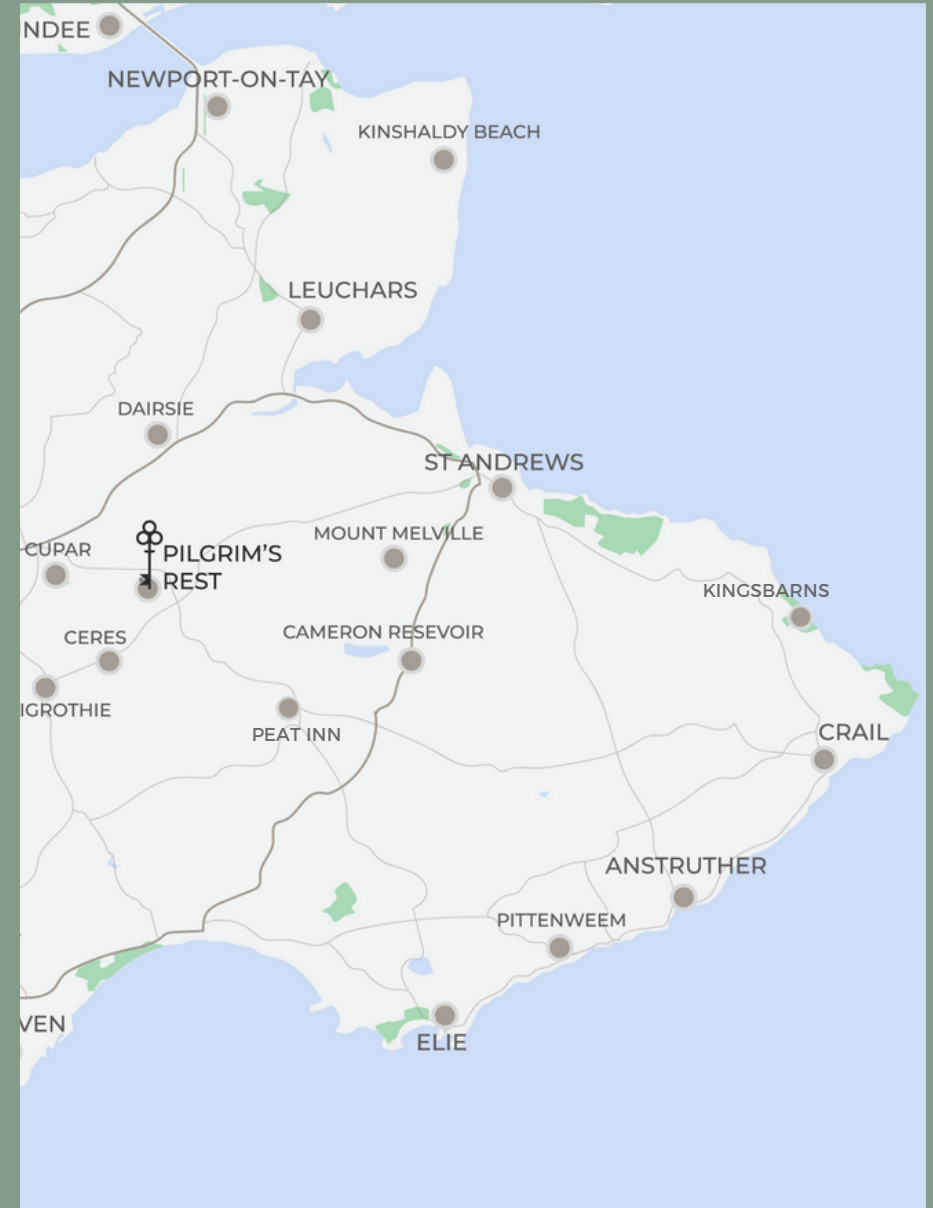 NDEE
NEWPORT-ON-TAY
KINSHALDY BEACH
LEUCHARS
DAIRSIE
ST ANDREWS
MOUNT MELVILLE
CUPAR
PILGRIM'S
REST
KINGSBARNS
CERES
CAMERON RESEVOIR
IGROTHIE
PEAT INN
CRAIL
ANSTRUTHER
PITTENWEEM
VEN
ELIE